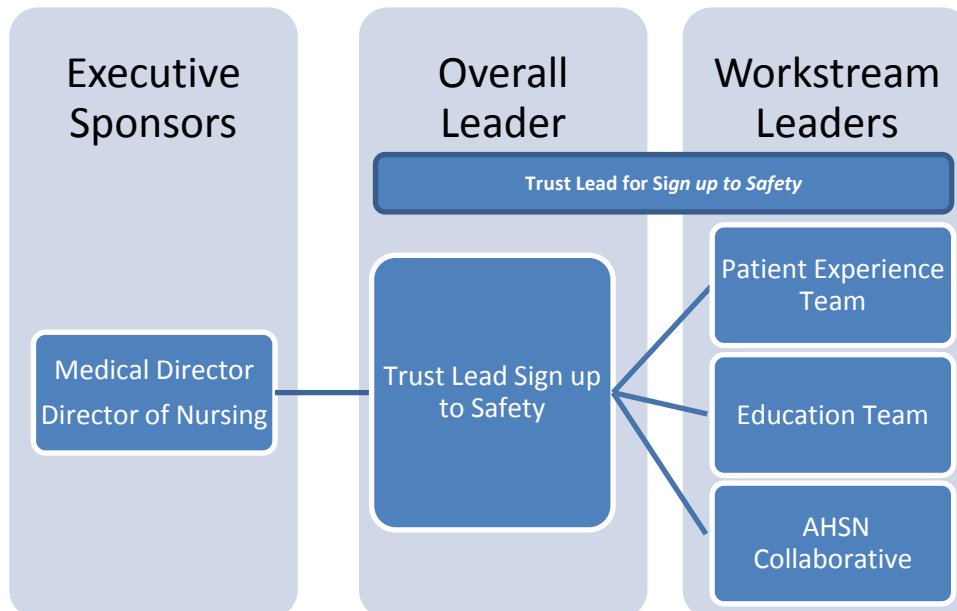 Executive
Sponsors
Overall
Leader
Workstream
Leaders
Trust Lead for Sign up to Safety
Medical Director
Director of Nursing
Trust Lead Sign up
to Safety
Patient Experience
Team
Education Team
AHSN
Collaborative